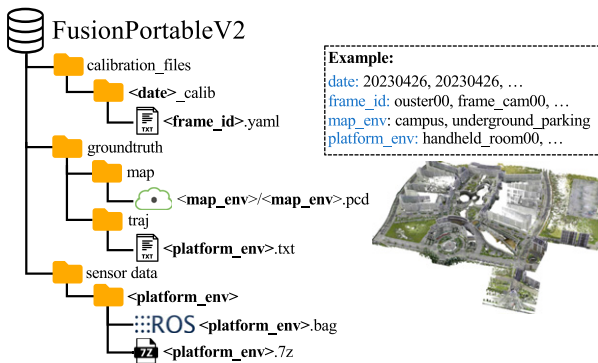 FusionPortableV2
calibration_files
<date>_calib
TXT
<frame_id>.yaml
groundtruth
map
<map_env>/<map_env>.pcd
traj
TXT
<platform_env>.txt
sensor data
<platform_env>
ROS <platform_env>.bag
7Z <platform_env>.7z
Example:
date: 20230426, 20230426, …
frame_id: ouster00, frame_cam00, …
map_env: campus, underground_parking
platform_env: handheld_room00, …